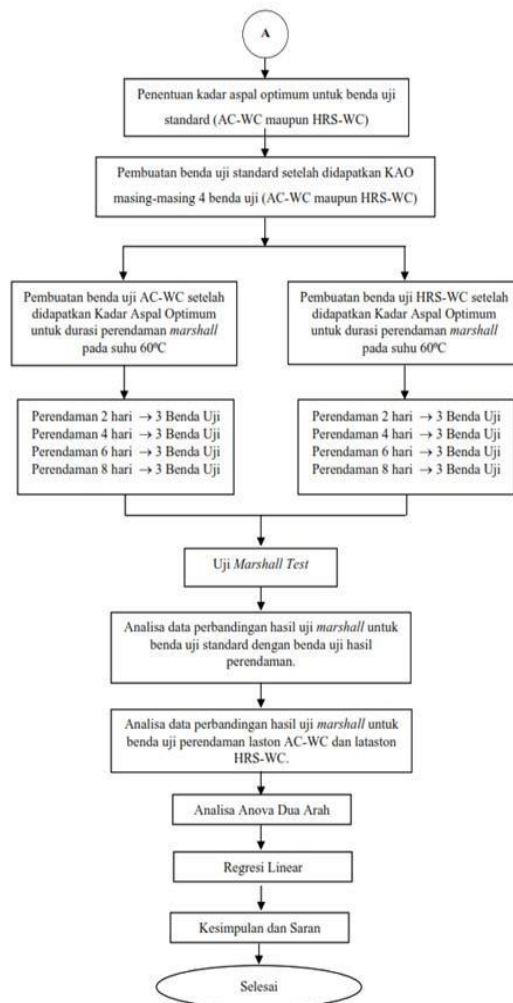 A
Penentuan kadar aspal optimum untuk benda uji
standard (AC-WC maupun HRS-WC)
Pembuatan benda uji standard setelah didapatkan KAO
masing-masing 4 benda uji (AC-WC maupun HRS-WC)
Pembuatan benda uji AC-WC setelah
didapatkan Kadar Aspal Optimum
untuk durasi perendaman marshall
pada suhu 60ºC
Pembuatan benda uji HRS-WC setelah
didapatkan Kadar Aspal Optimum
untuk durasi perendaman marshall
pada suhu 60ºC
Perendaman 2 hari → 3 Benda Uji
Perendaman 4 hari → 3 Benda Uji
Perendaman 6 hari → 3 Benda Uji
Perendaman 8 hari → 3 Benda Uji
Perendaman 2 hari → 3 Benda Uji
Perendaman 4 hari → 3 Benda Uji
Perendaman 6 hari → 3 Benda Uji
Perendaman 8 hari → 3 Benda Uji
Uji Marshall Test
Analisa data perbandingan hasil uji marshall untuk
benda uji standard dengan benda uji hasil
perendaman.
Analisa data perbandingan hasil uji marshall untuk
benda uji perendaman laston AC-WC dan lataston
HRS-WC.
Analisa Anova Dua Arah
Regresi Linear
Kesimpulan dan Saran
Selesai